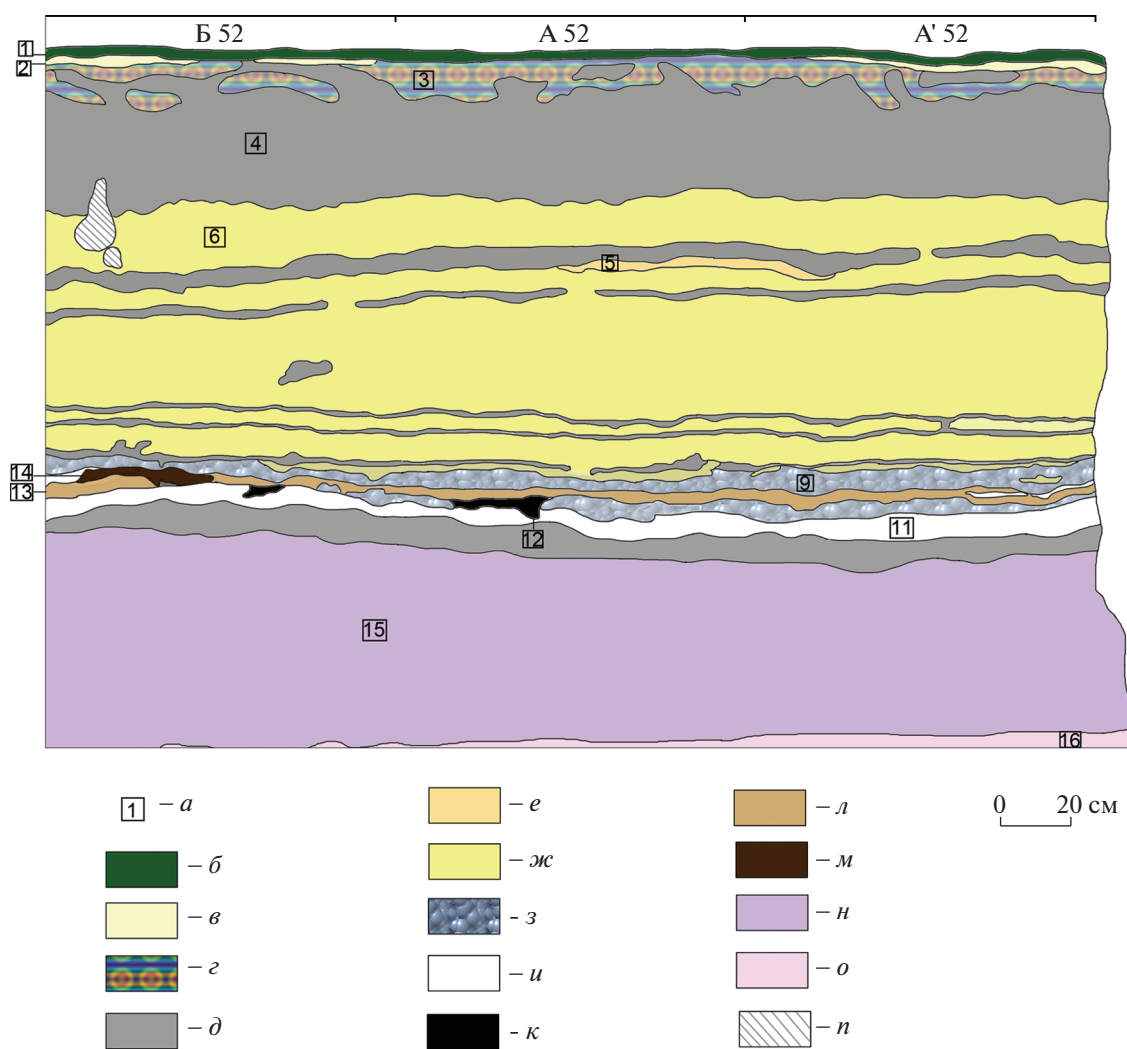 Б 52 А 52 А' 52
1
2
3
4
6
5
14
13
9
11
12
15
16
1 – а
– е
– л
0 20 см
– б
– ж
– м
– в
- з
– н
– г
– и
– о
– д
- к
– п